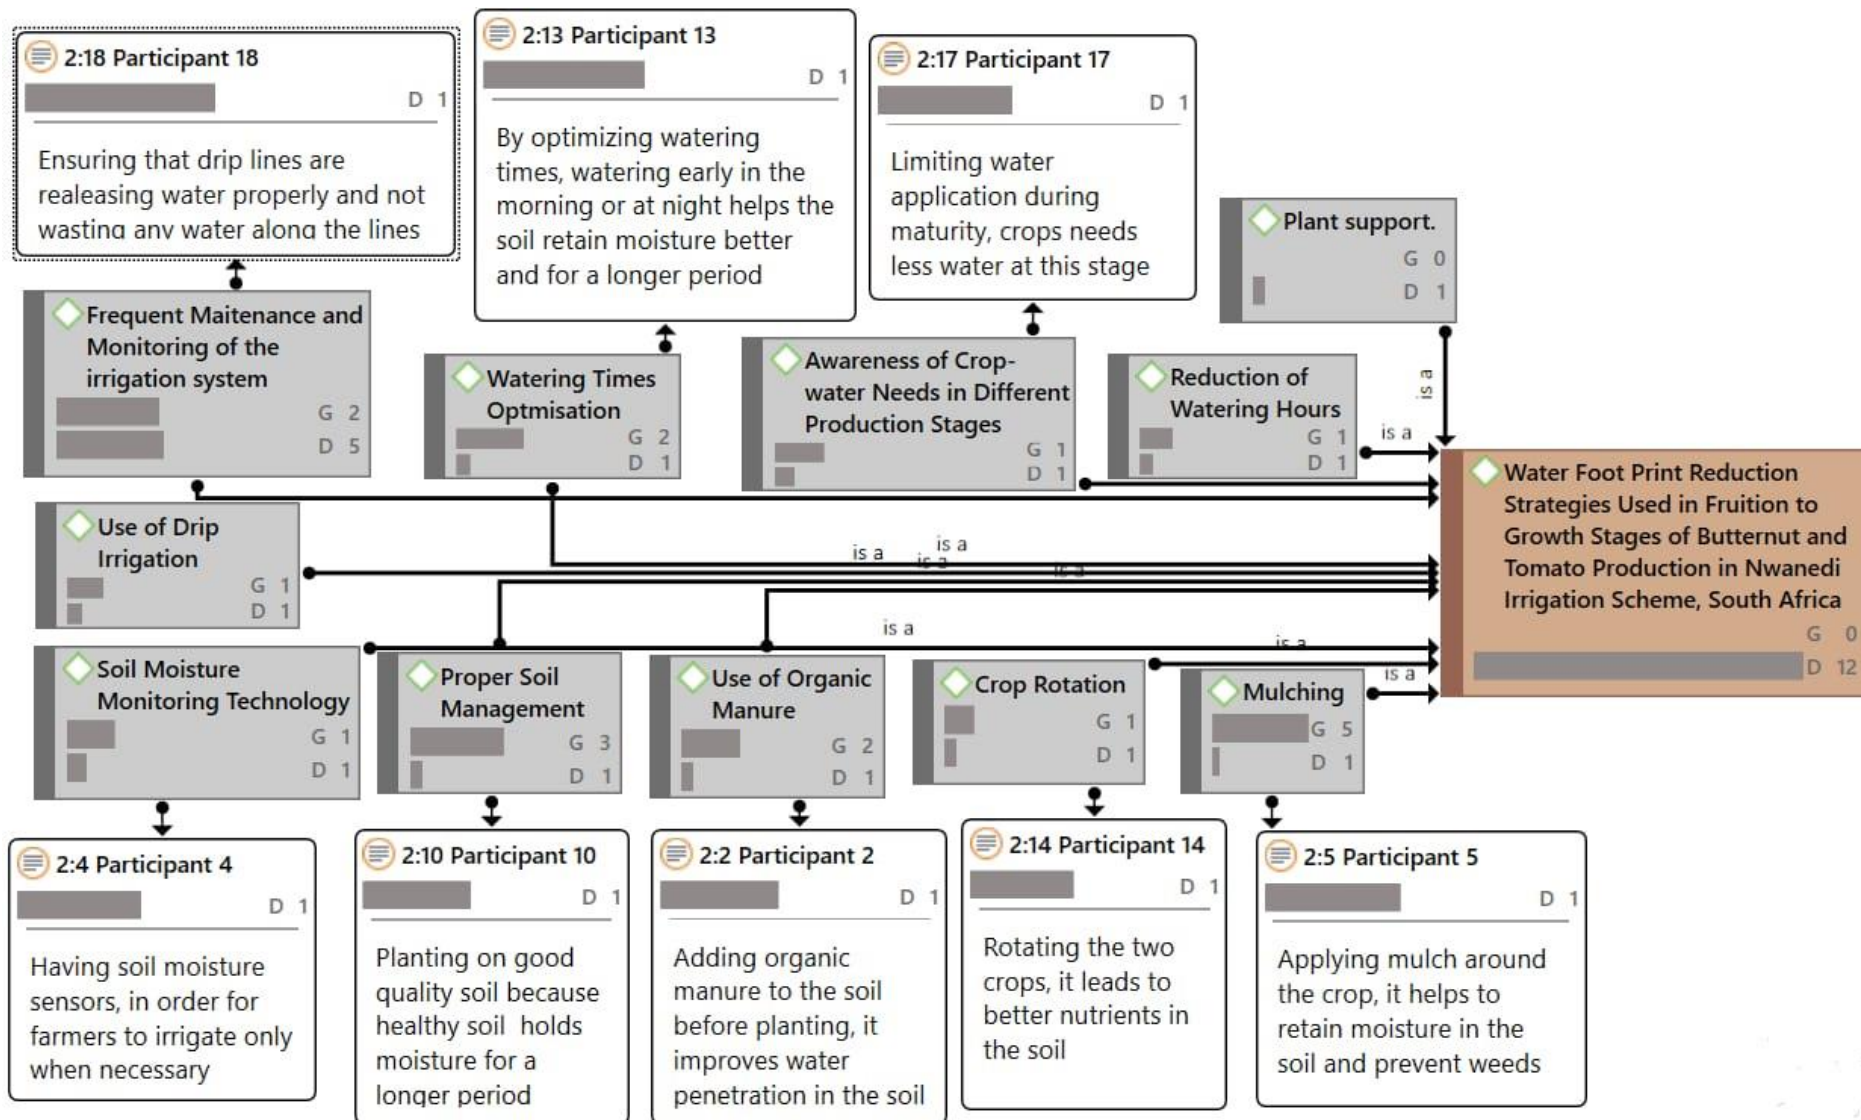 2:18 Participant 18
D 1
Ensuring that drip lines are
realeasing water properly and not
wasting any water along the lines
2:13 Participant 13
D 1
By optimizing watering
times, watering early in the
morning or at night helps the
soil retain moisture better
and for a longer period
2:17 Participant 17
D 1
Limiting water
application during
maturity, crops needs
less water at this stage
Plant support.
G 0
D 1
is a
Frequent Maitenance and
Monitoring of the
irrigation system
G 2
D 5
Watering Times
Optmisation
G 2
D 1
Awareness of Crop-
water Needs in Different
Production Stages
G 1
D 1
Reduction of
Watering Hours
G 1
D 1
is a
Water Foot Print Reduction
Strategies Used in Fruition to
Growth Stages of Butternut and
Tomato Production in Nwanedi
Irrigation Scheme, South Africa
G 0
D 12
Use of Drip
Irrigation
G 1
D 1
is a
is a
is a
is a
is a
is a
is a
Soil Moisture
Monitoring Technology
G 1
D 1
Proper Soil
Management
G 3
D 1
Use of Organic
Manure
G 2
D 1
Crop Rotation
G 1
D 1
Mulching
G 5
D 1
2:4 Participant 4
D 1
Having soil moisture
sensors, in order for
farmers to irrigate only
when necessary
2:10 Participant 10
D 1
Planting on good
quality soil because
healthy soil holds
moisture for a
longer period
2:2 Participant 2
D 1
Adding organic
manure to the soil
before planting, it
improves water
penetration in the soil
2:14 Participant 14
D 1
Rotating the two
crops, it leads to
better nutrients in
the soil
2:5 Participant 5
D 1
Applying mulch around
the crop, it helps to
retain moisture in the
soil and prevent weeds